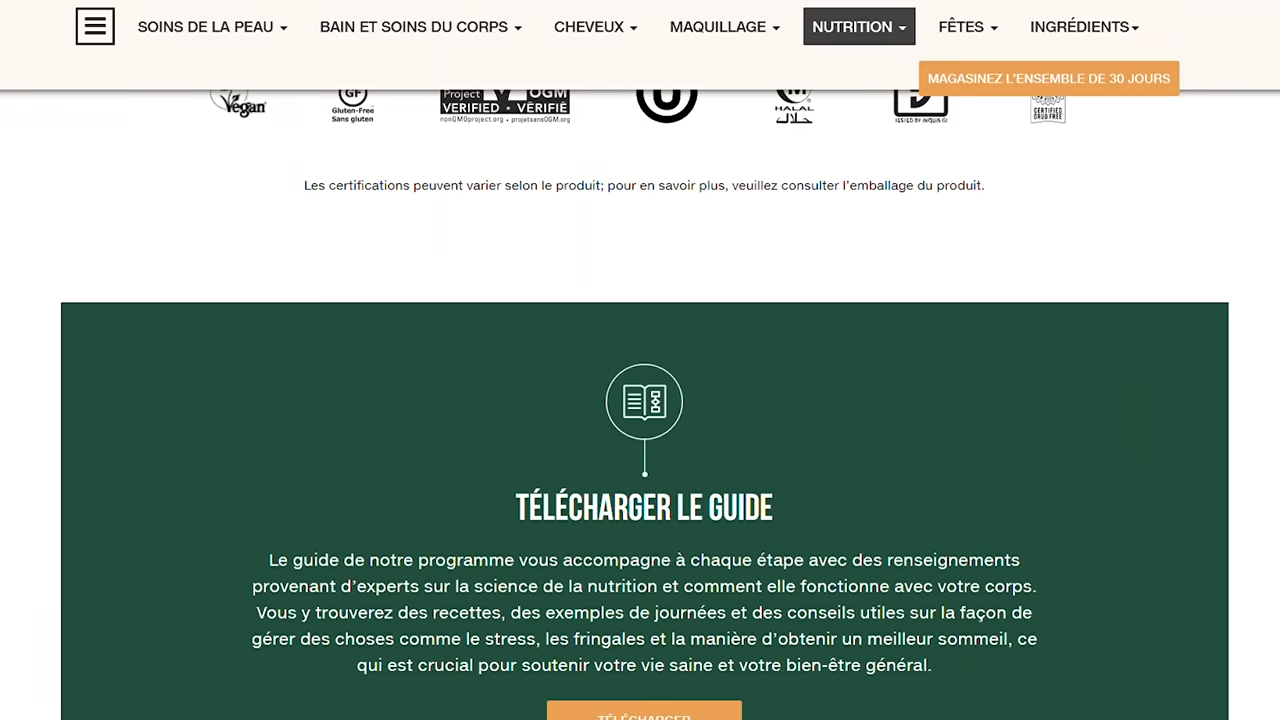 SOINS DE LA PEAU
BAIN ET SOINS DU CORPS
CHEVEUX
MAQUILLAGE
NUTRITION
FÊTES
INGRÉDIENTS
MAGASINEZ L'ENSEMBLE DE 30 JOURS
Vegan
GF
Gluten-Free
Sans gluten
Project
OGM
VERIFIED • VÉRIFIÉ
nonGMOproject.org • projetsansOGM.org
U
M
HALAL
حلال
CERTIFIED
DRUG FREE
Les certifications peuvent varier selon le produit; pour en savoir plus, veuillez consulter l’emballage du produit.
TÉLÉCHARGER LE GUIDE
Le guide de notre programme vous accompagne à chaque étape avec des renseignements
provenant d’experts sur la science de la nutrition et comment elle fonctionne avec votre corps.
Vous y trouverez des recettes, des exemples de journées et des conseils utiles sur la façon de
gérer des choses comme le stress, les fringales et la manière d’obtenir un meilleur sommeil, ce
qui est crucial pour soutenir votre vie saine et votre bien-être général.
TÉLÉCHARGER